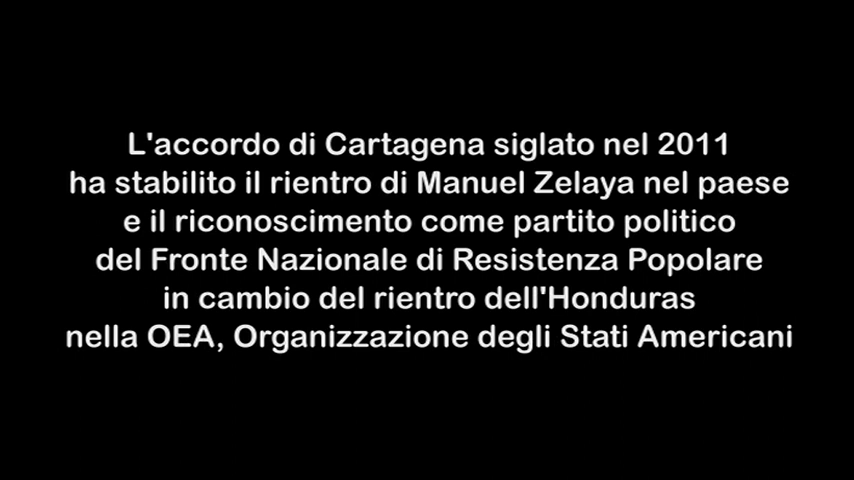 L'accordo di Cartagena siglato nel 2011
ha stabilito il rientro di Manuel Zelaya nel paese
e il riconoscimento come partito politico
del Fronte Nazionale di Resistenza Popolare
in cambio del rientro dell'Honduras
nella OEA, Organizzazione degli Stati Americani